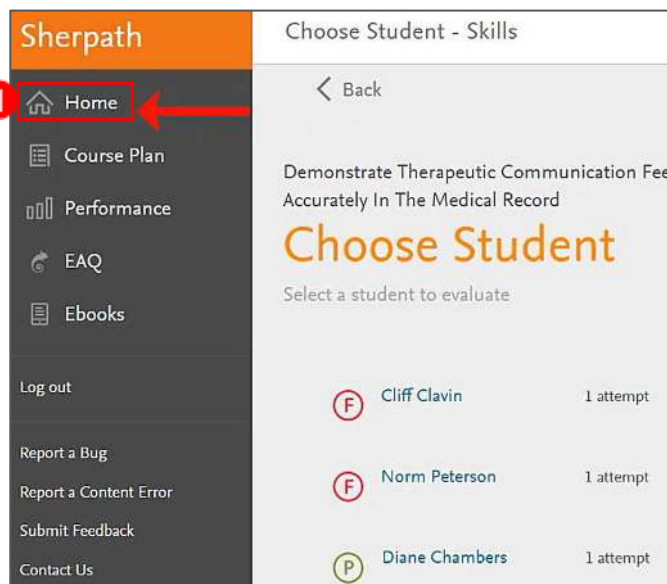 Sherpath
Choose Student - Skills
1
Home
Course Plan
Performance
EAQ
Ebooks
Log out
Report a Bug
Report a Content Error
Submit Feedback
Contact Us
Back
Demonstrate Therapeutic Communication Fee
Accurately In The Medical Record
Choose Student
Select a student to evaluate
F Cliff Clavin 1 attempt
F Norm Peterson 1 attempt
P Diane Chambers 1 attempt